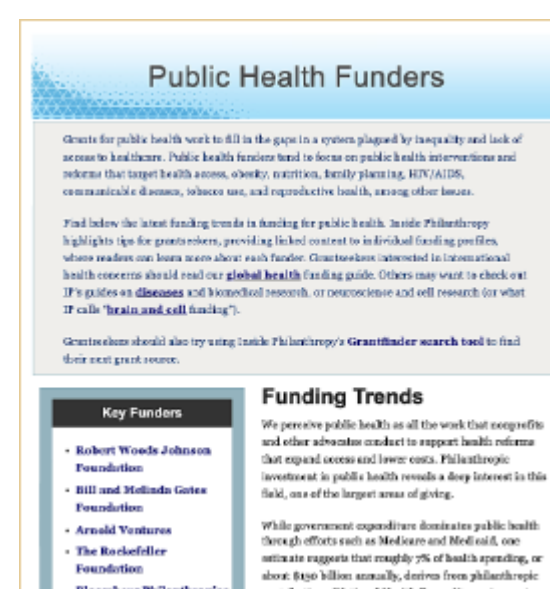 Public Health Funders
Grants for public health work to fill in the gaps in a system plagued by inequality and lack of
access to healthcare. Public health funders tend to focus on public health interventions and
reforms that target health access, obesity, nutrition, family planning, HIV/AIDS,
communicable diseases, tobacco use, and reproductive health, among other issues.
Find below the latest funding trends in funding for public health. Inside Philanthropy
highlights tips for grantseekers, providing linked content to individual funding profiles,
where readers can learn more about each funder. Grantseekers interested in international
health concerns should read our global health funding guide. Others may want to check out
IP's guides on diseases and biomedical research, or neuroscience and cell research (or what
IP calls "brain and cell funding").
Grantseekers should also try using Inside Philanthropy's Grantfinder search tool to find
their next grant source.
Key Funders
• Robert Woods Johnson
Foundation
• Bill and Melinda Gates
Foundation
• Arnold Ventures
• The Rockefeller
Foundation
Bloomberg Philanthropies
Funding Trends
We perceive public health as all the work that nonprofits
and other advocates conduct to support health reforms
that expand access and lower costs. Philanthropic
investment in public health reveals a deep interest in this
field, one of the largest areas of giving.
While government expenditure dominates public health
through efforts such as Medicare and Medicaid, one
estimate suggests that roughly 7% of health spending, or
about $190 billion annually, derives from philanthropic